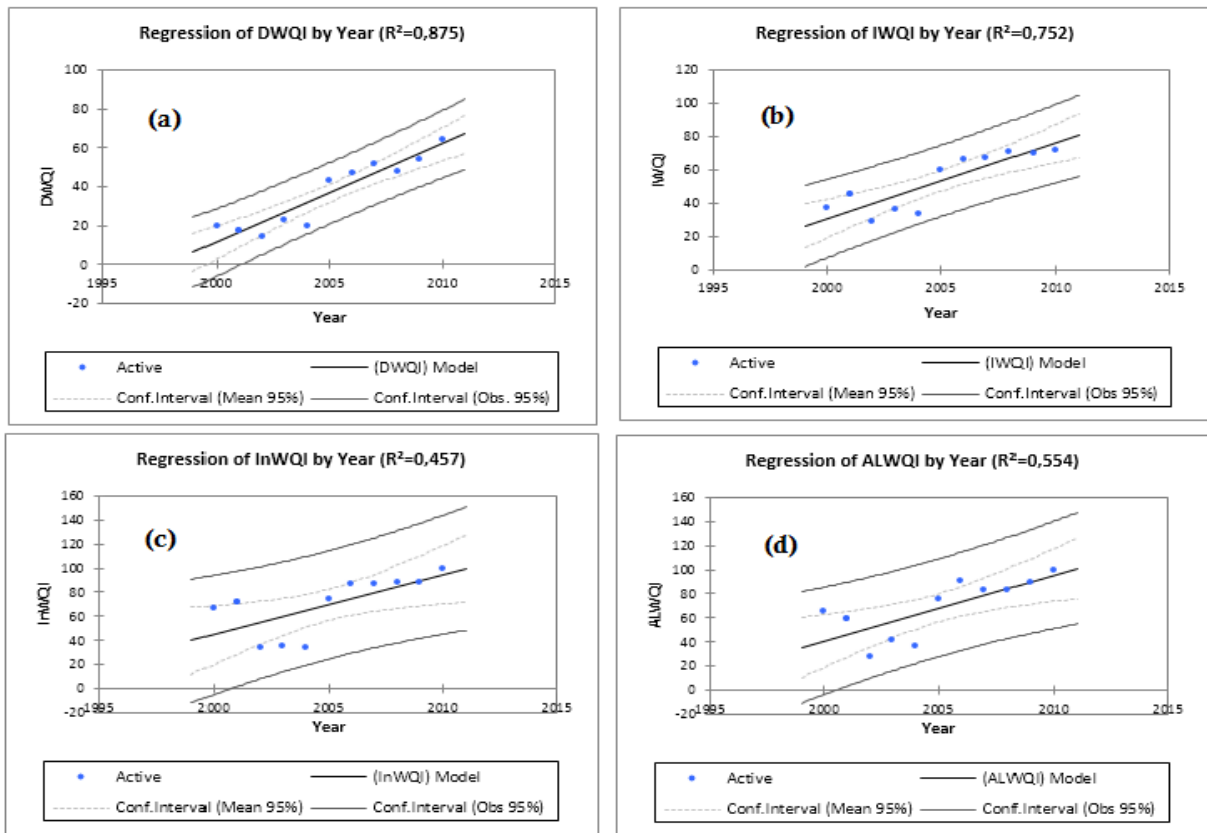 Regression of DWQI by Year (R²=0,875)
100
80
60
40
20
0
-20
1995
2000
2005
2010
2015
DWQI
(a)
Year
Active
(DWQI) Model
Conf.Interval (Mean 95%)
Conf.Interval (Obs. 95%)
Regression of IWQI by Year (R²=0,752)
120
100
80
60
40
20
0
1995
2000
2005
2010
2015
IWQI
(b)
Year
Active
(IWQI) Model
Conf.Interval (Mean 95%)
Conf.Interval (Obs 95%)
Regression of InWQI by Year (R²=0,457)
160
140
120
100
80
60
40
20
0
-20
1995
2000
2005
2010
2015
InWQI
(c)
Year
Active
(InWQI) Model
Conf.Interval (Mean 95%)
Conf.Interval (Obs 95%)
Regression of ALWQI by Year (R²=0,554)
160
140
120
100
80
60
40
20
0
-20
1995
2000
2005
2010
2015
ALWQI
(d)
Year
Active
(ALWQI) Model
Conf.Interval (Mean 95%)
Conf.Interval (Obs 95%)